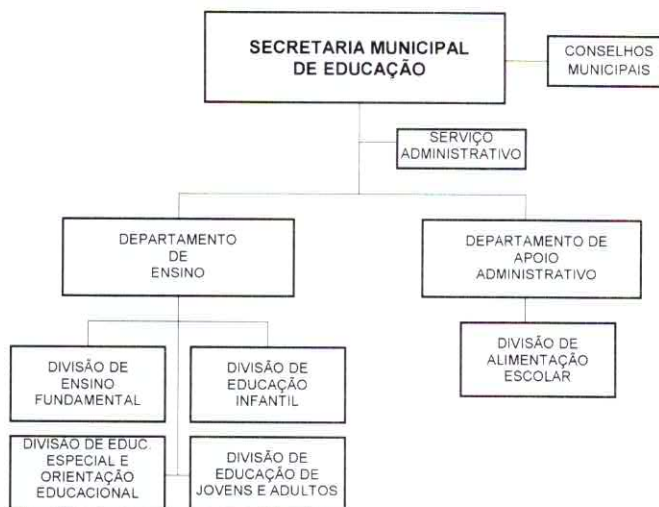 SECRETARIA MUNICIPAL
DE EDUCAÇÃO
CONSELHOS
MUNICIPAIS
SERVIÇO
ADMINISTRATIVO
DEPARTAMENTO
DE
ENSINO
DEPARTAMENTO DE
APOIO
ADMINISTRATIVO
DIVISÃO DE
ENSINO
FUNDAMENTAL
DIVISÃO DE
EDUCAÇÃO
INFANTIL
DIVISÃO DE
ALIMENTAÇÃO
ESCOLAR
DIVISÃO DE EDUC.
ESPECIAL E
ORIENTAÇÃO
EDUCACIONAL
DIVISÃO DE
EDUCAÇÃO DE
JOVENS E ADULTOS